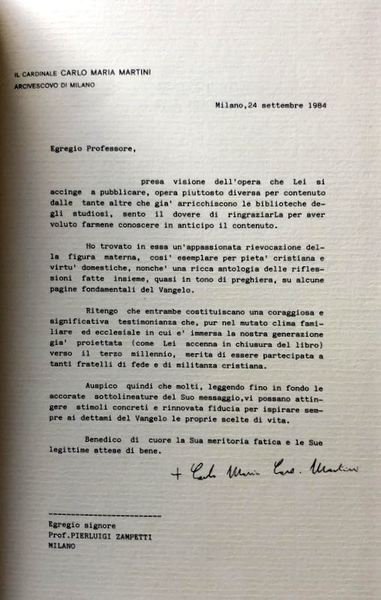 IL CARDINALE CARLO MARIA MARTINI
ARCIVESCOVO DI MILANO
Milano,24 settembre 1984
Egregio Professore,
presa visione dell'opera che Lei si
accinge a pubblicare, opera piuttosto diversa per contenuto
dalle tante altre che gia' arricchiscono le biblioteche de-
gli studiosi, sento il dovere di ringraziarLa per aver
voluto farmene conoscere in anticipo il contenuto.
Ho trovato in essa un'appassionata rievocazione del-
la figura materna, cosi' esemplare per pieta' cristiana e
virtu' domestiche, nonche' una ricca antologia delle rifles-
sioni fatte insieme, quasi in tono di preghiera, su alcune
pagine fondamentali del Vangelo.
Ritengo che entrambe costituiscano una coraggiosa e
significativa testimonianza che, pur nel mutato clima fami-
liare ed ecclesiale in cui e' immersa la nostra generazione
gia' proiettata (come Lei accenna in chiusura del libro)
verso il terzo millennio, merita di essere partecipata a
tanti fratelli di fede e di militanza cristiana.
Auspico quindi che molti, leggendo fino in fondo le
accorate sottolineature del Suo messaggio,vi possano attin-
gere stimoli concreti e rinnovata fiducia per ispirare sem-
pre ai dettami del Vangelo le proprie scelte di vita.
Benedico di cuore la Sua meritoria fatica e le Sue
legittime attese di bene.
+ Carlo Maria Card. Martini
Egregio signore
Prof.PIERLUIGI ZAMPETTI
MILANO